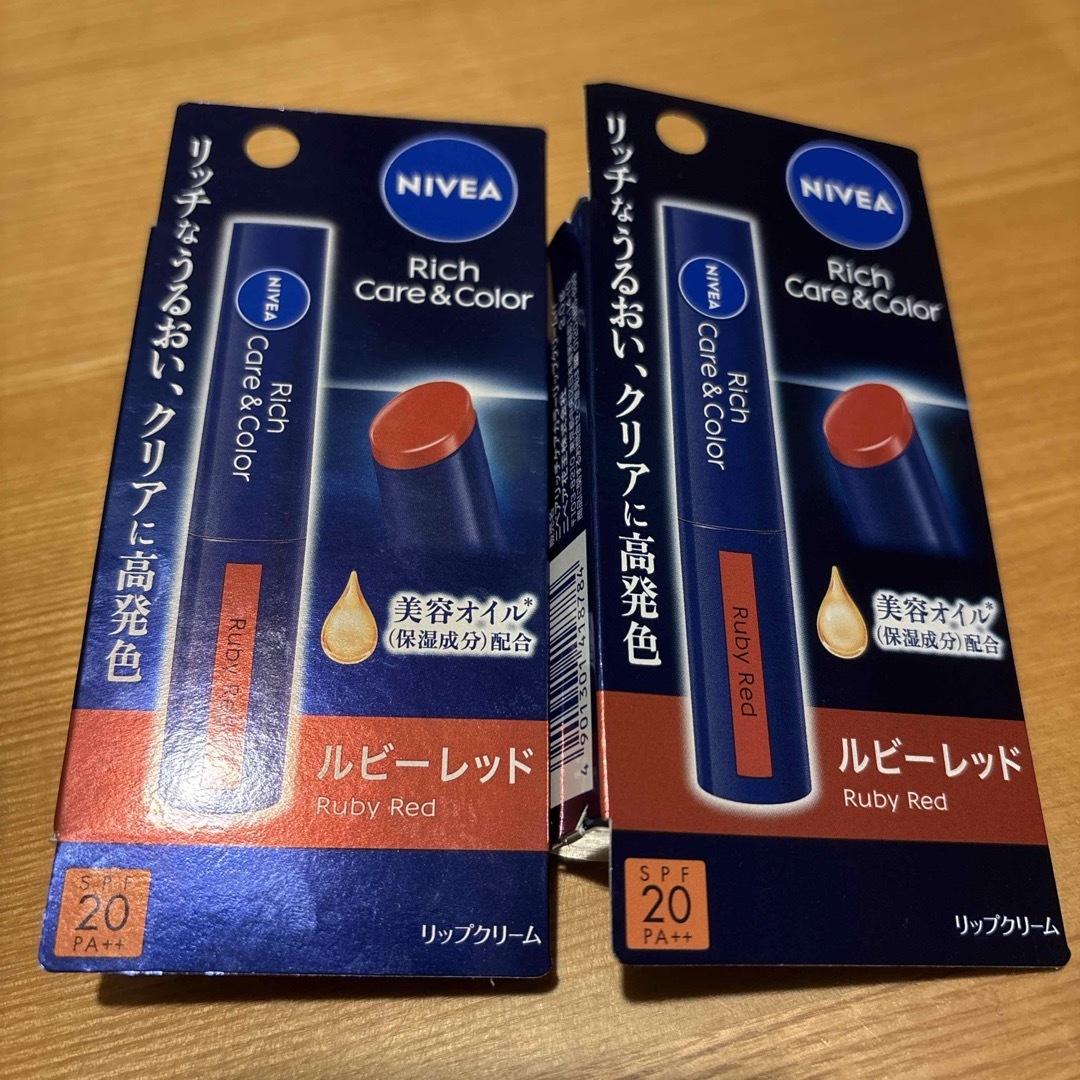 NIVEA
Rich
Care & Color
リッチなうるおい、クリアに高発色
NIVEA
Rich
Care & Color
Ruby Red
美容オイル*
(保湿成分)配合
ルビーレッド
Ruby Red
SPF
20
PA++
リップクリーム
4 901301 418784
NIVEA
Rich
Care & Color
リッチなうるおい、クリアに高発色
NIVEA
Rich
Care & Color
Ruby Red
美容オイル*
(保湿成分)配合
ルビーレッド
Ruby Red
SPF
20
PA++
リップクリーム